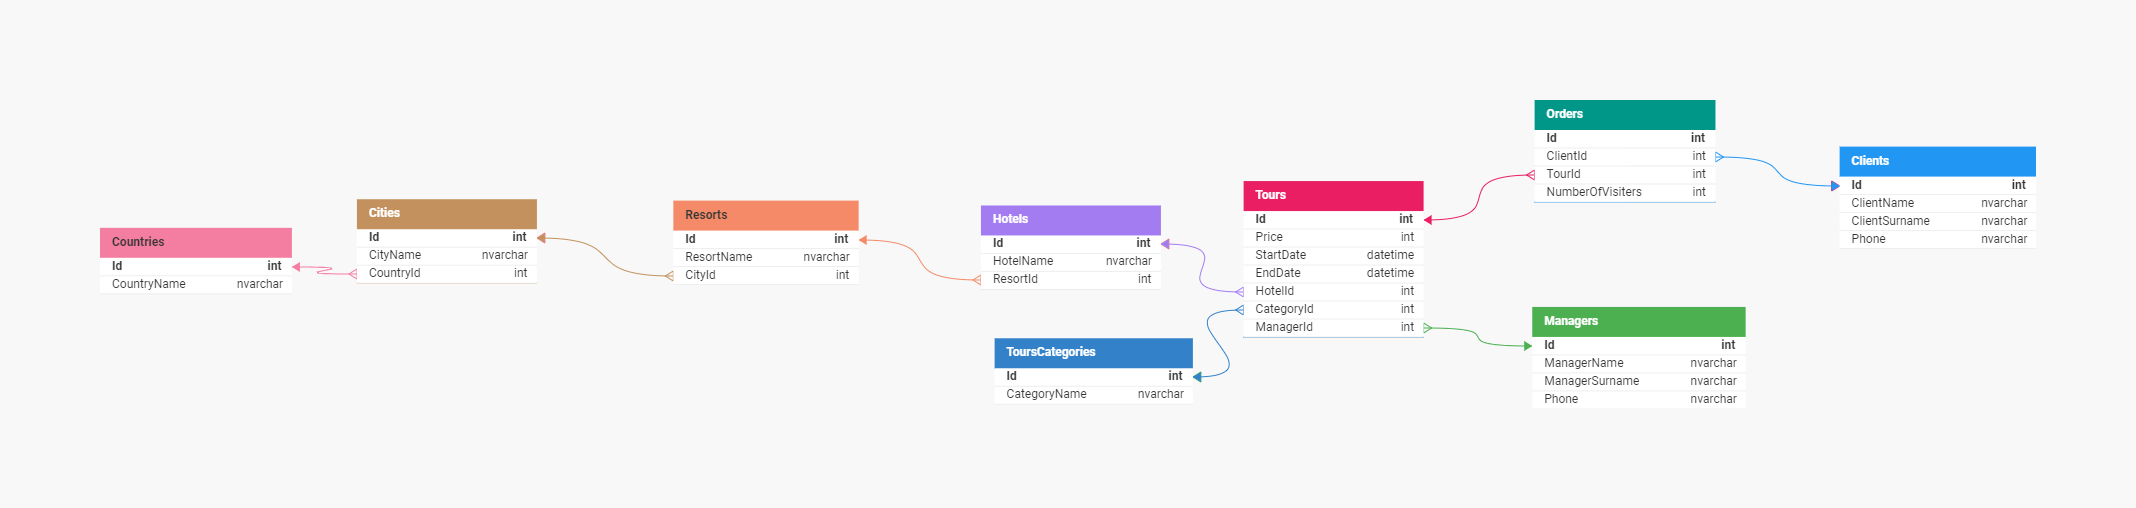 Countries
Id int
CountryName nvarchar
Cities
Id int
CityName nvarchar
CountryId int
Resorts
Id int
ResortName nvarchar
CityId int
Hotels
Id int
HotelName nvarchar
ResortId int
ToursCategories
Id int
CategoryName nvarchar
Tours
Id int
Price int
StartDate datetime
EndDate datetime
HotelId int
CategoryId int
ManagerId int
Orders
Id int
ClientId int
TourId int
NumberOfVisiters int
Managers
Id int
ManagerName nvarchar
ManagerSurname nvarchar
Phone nvarchar
Clients
Id int
ClientName nvarchar
ClientSurname nvarchar
Phone nvarchar